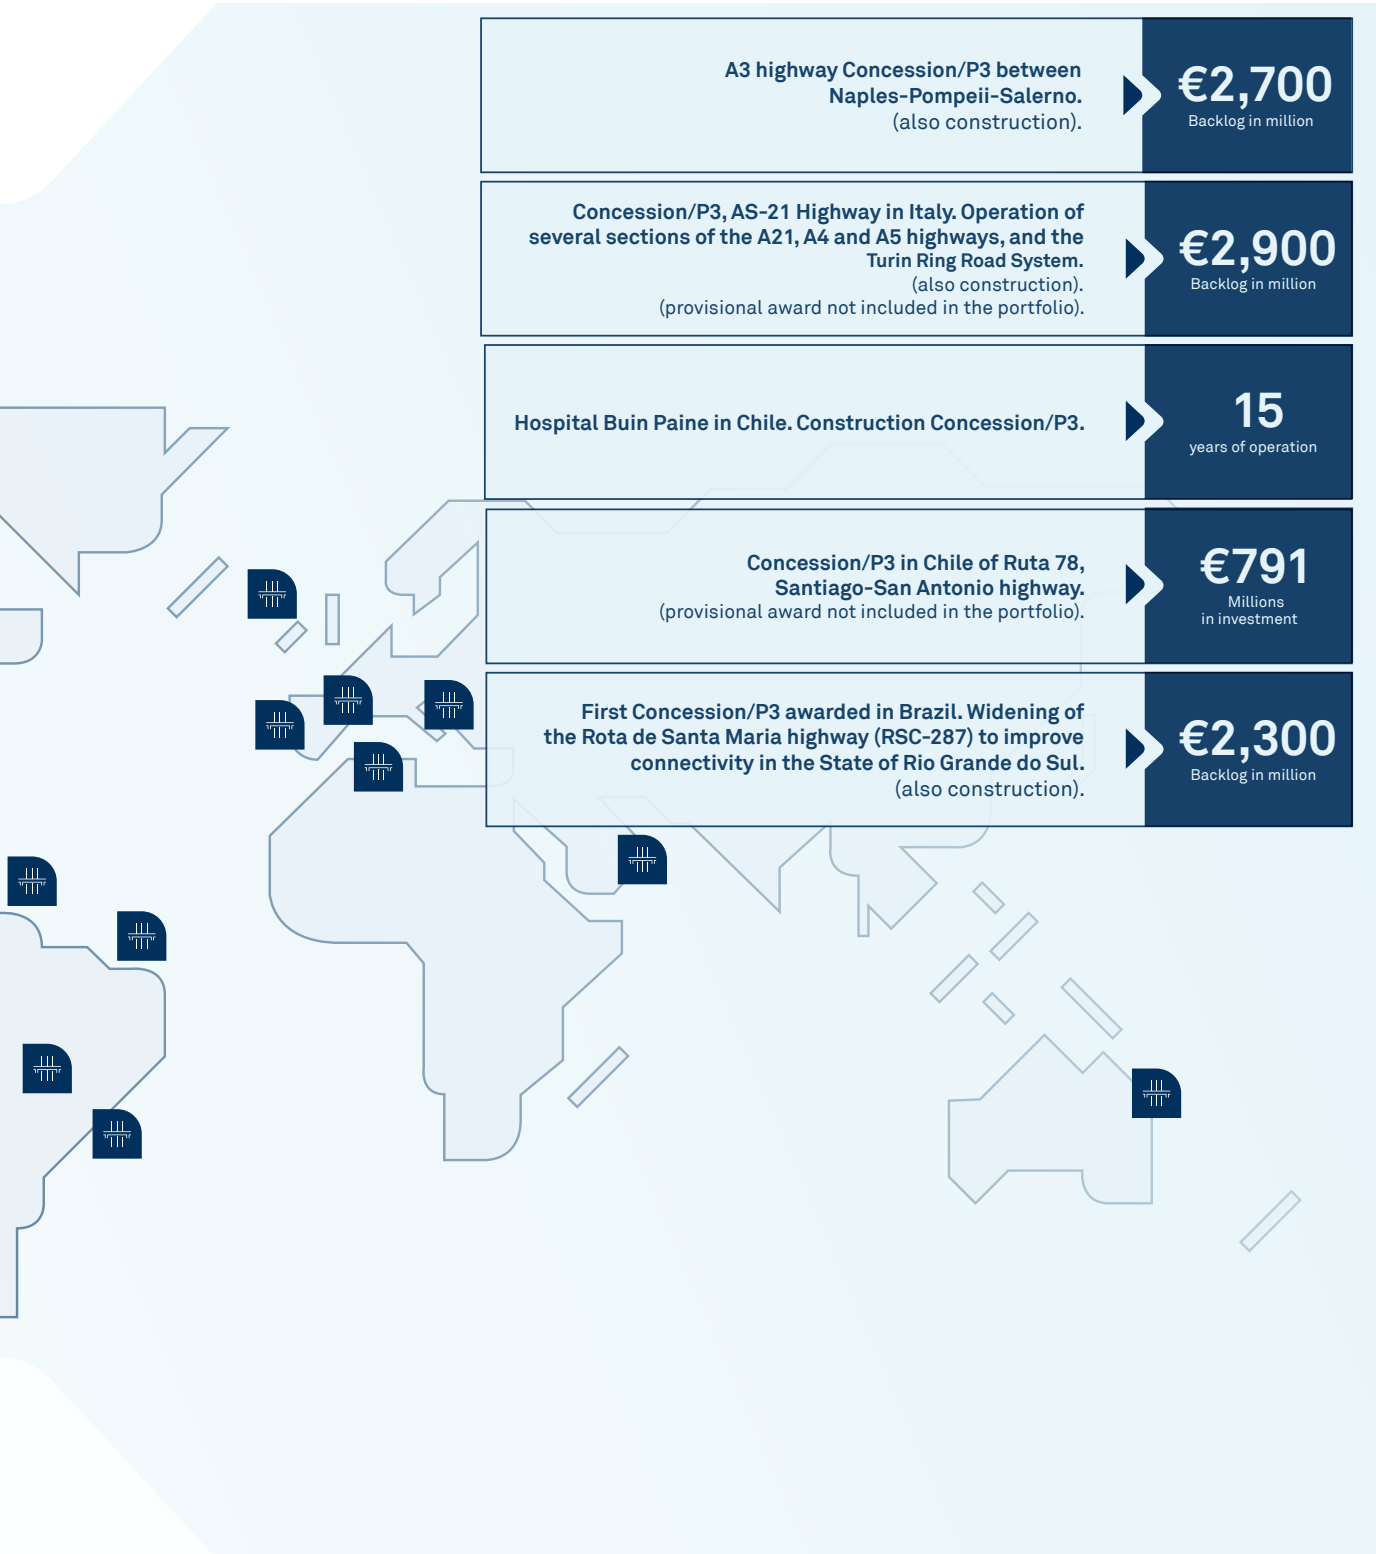 A3 highway Concession/P3 between
Naples-Pompeii-Salerno.
(also construction).
€2,700
Backlog in million
Concession/P3, AS-21 Highway in Italy. Operation of
several sections of the A21, A4 and A5 highways, and the
Turin Ring Road System.
(also construction).
(provisional award not included in the portfolio).
€2,900
Backlog in million
Hospital Buin Paine in Chile. Construction Concession/P3.
15
years of operation
Concession/P3 in Chile of Ruta 78,
Santiago-San Antonio highway.
(provisional award not included in the portfolio).
€791
Millions
in investment
First Concession/P3 awarded in Brazil. Widening of
the Rota de Santa Maria highway (RSC-287) to improve
connectivity in the State of Rio Grande do Sul.
(also construction).
€2,300
Backlog in million